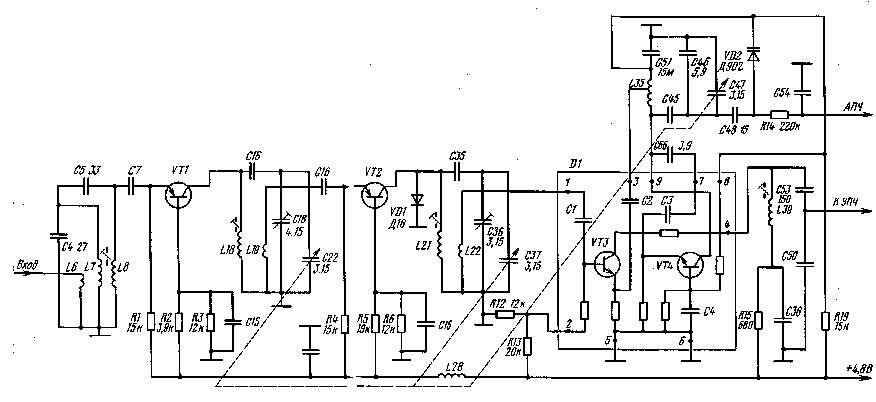 C51
15м
C46
5,9
VD2
Д902
L35
C47
3,15
C54
C45
C48 15
R14 220к
АПЧ
C5 33
C7
VT1
C16
C16
VT2
C35
C55
3,9
D1
1
3
9
7
8
C4 27
L6
L7
L8
Вход
L18
L19
C18
4.15
C22
3,15
VD1
Д18
L21
L22
C36
3,15
C37
3,15
C1
C2
C3
VT3
VT4
4
C53
150
L38
К УПЧ
C50
R1
15к
R2
3,9к
R3
12к
C15
R4
15к
R5
19к
R6
12к
C16
R12 12к
2
R13
20к
C4
5
6
R15
680
C38
R19
15к
L28
+4,8В